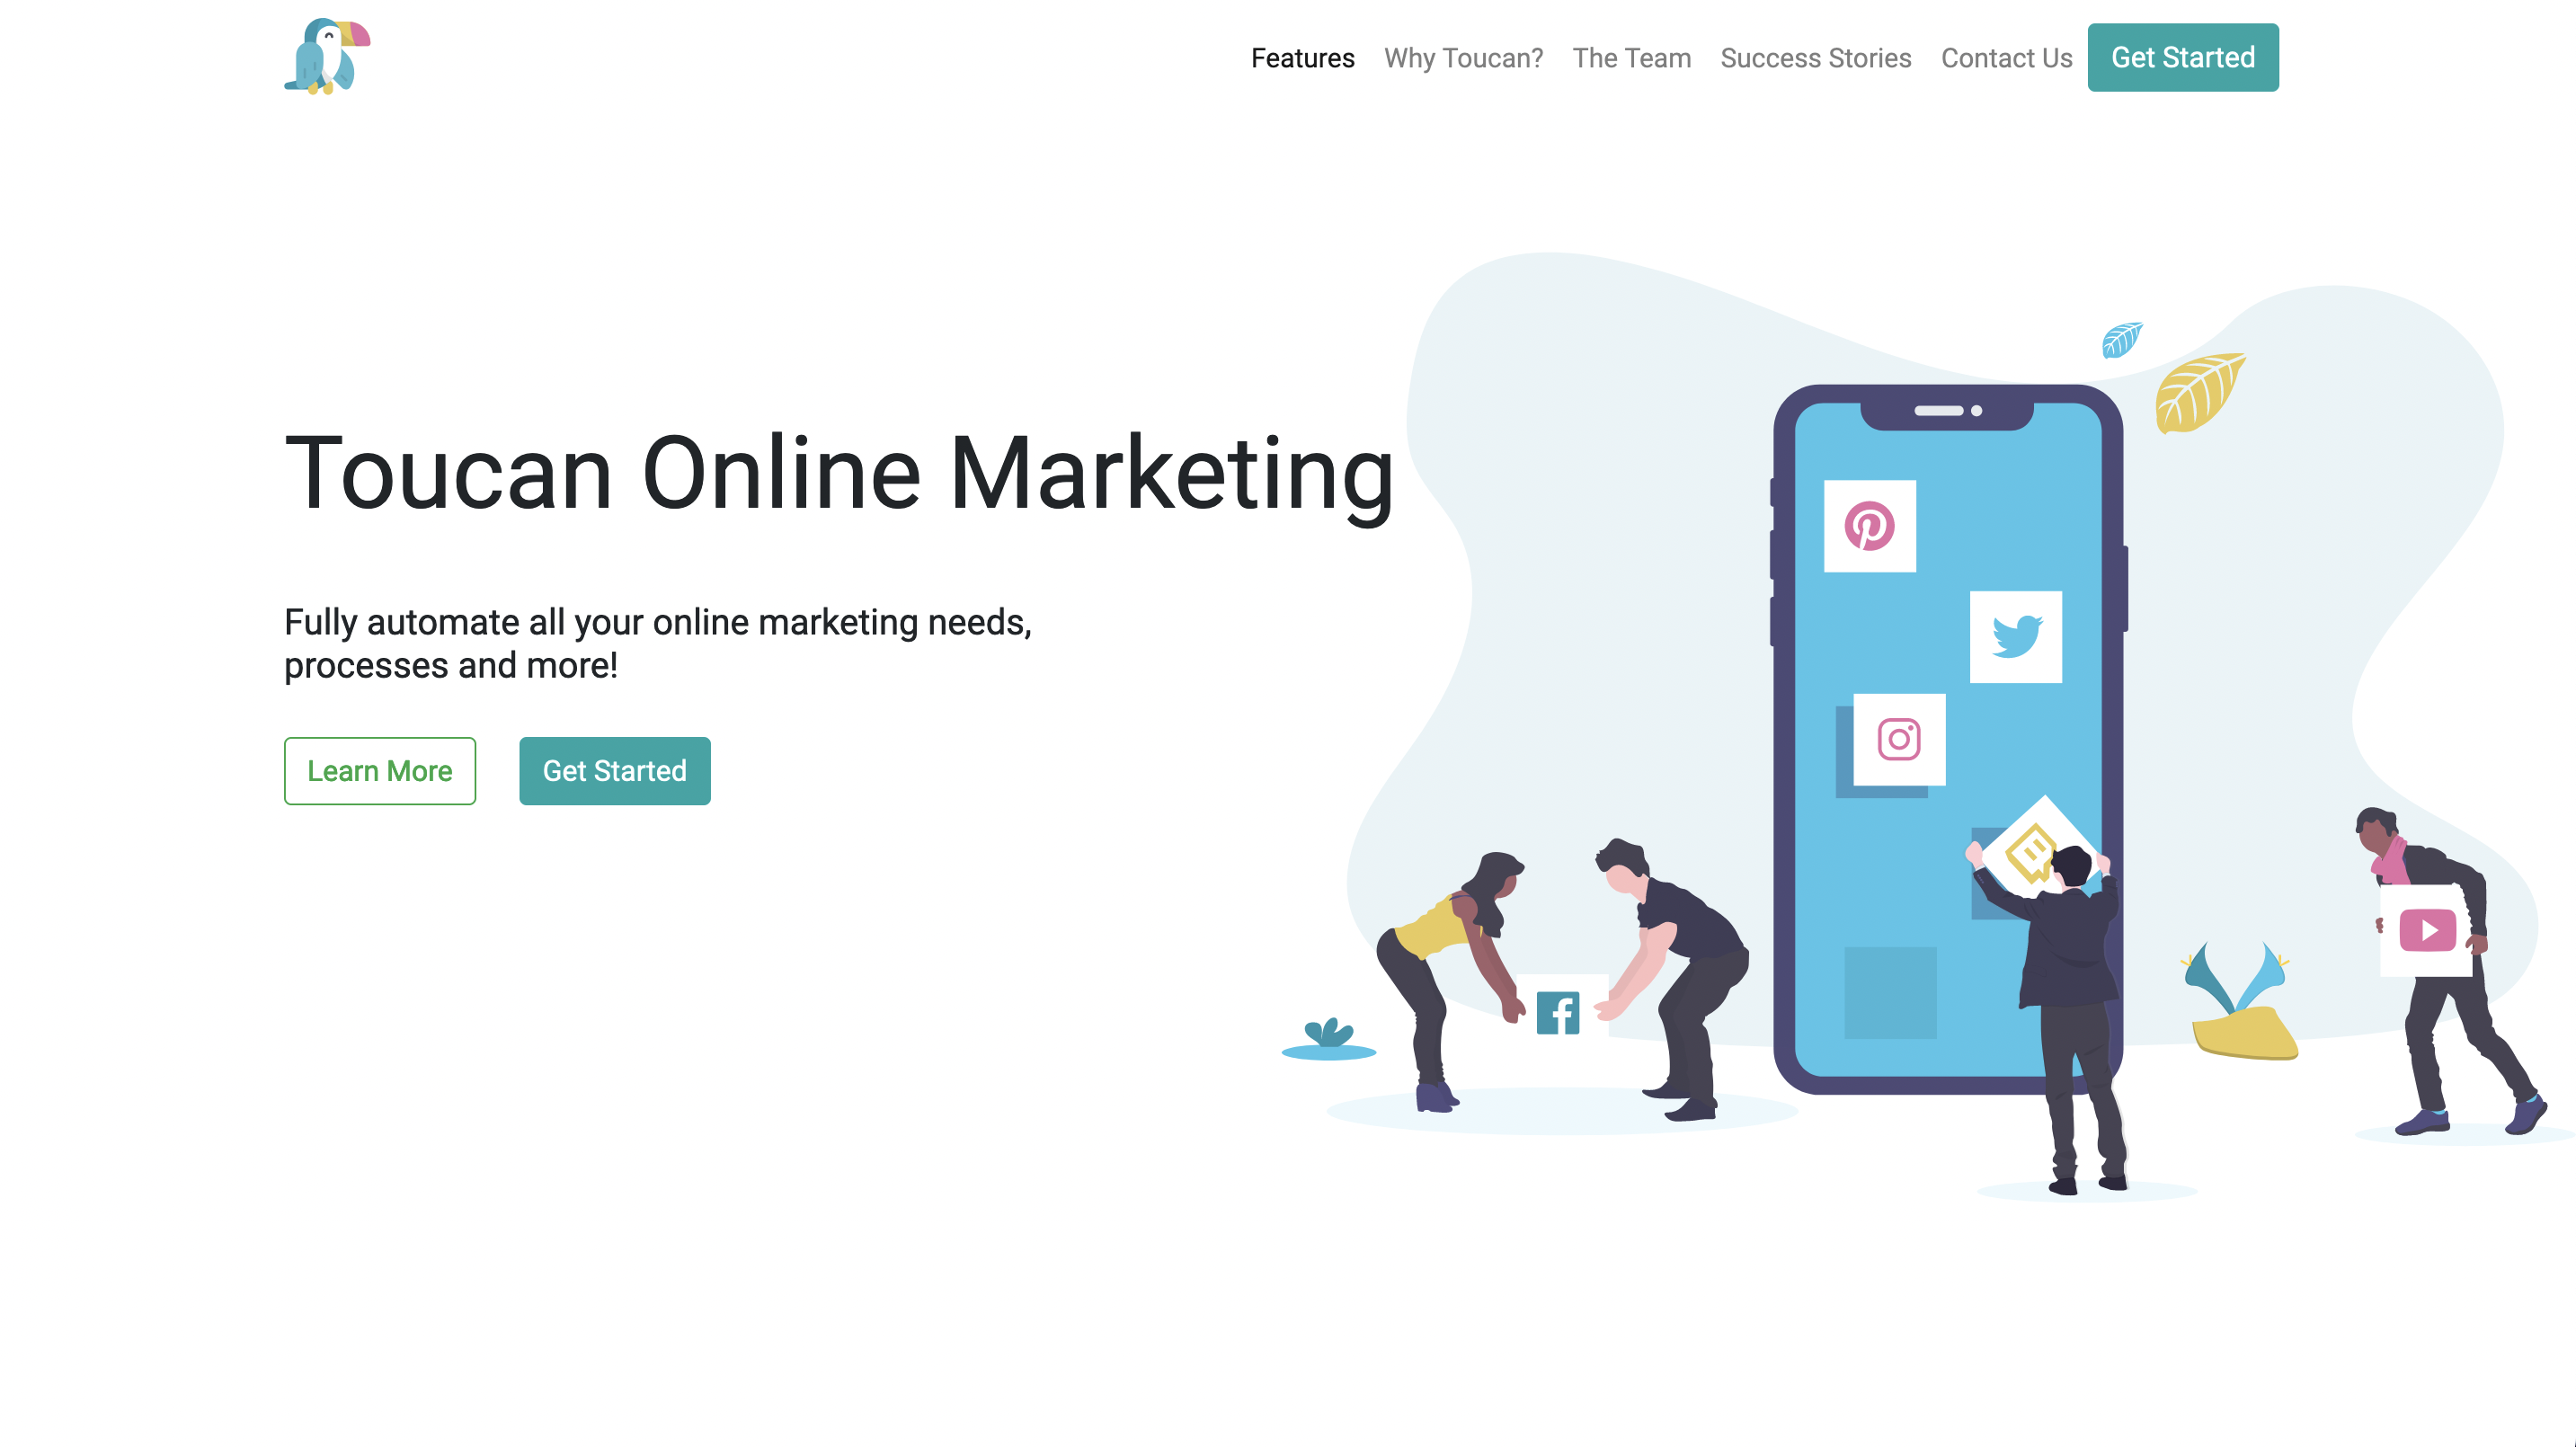 Features
Why Toucan?
The Team
Success Stories
Contact Us
Get Started
Toucan Online Marketing
Fully automate all your online marketing needs,
processes and more!
Learn More
Get Started